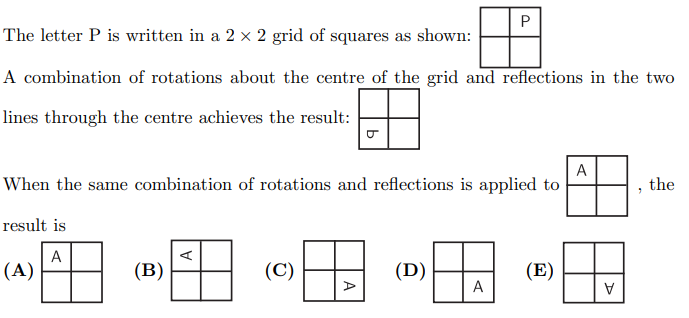 P
The letter P is written in a 2 × 2 grid of squares as shown:
A combination of rotations about the centre of the grid and reflections in the two
lines through the centre achieves the result:
P
When the same combination of rotations and reflections is applied to A , the
result is
(A) A (B) A (C) A (D) A (E) A